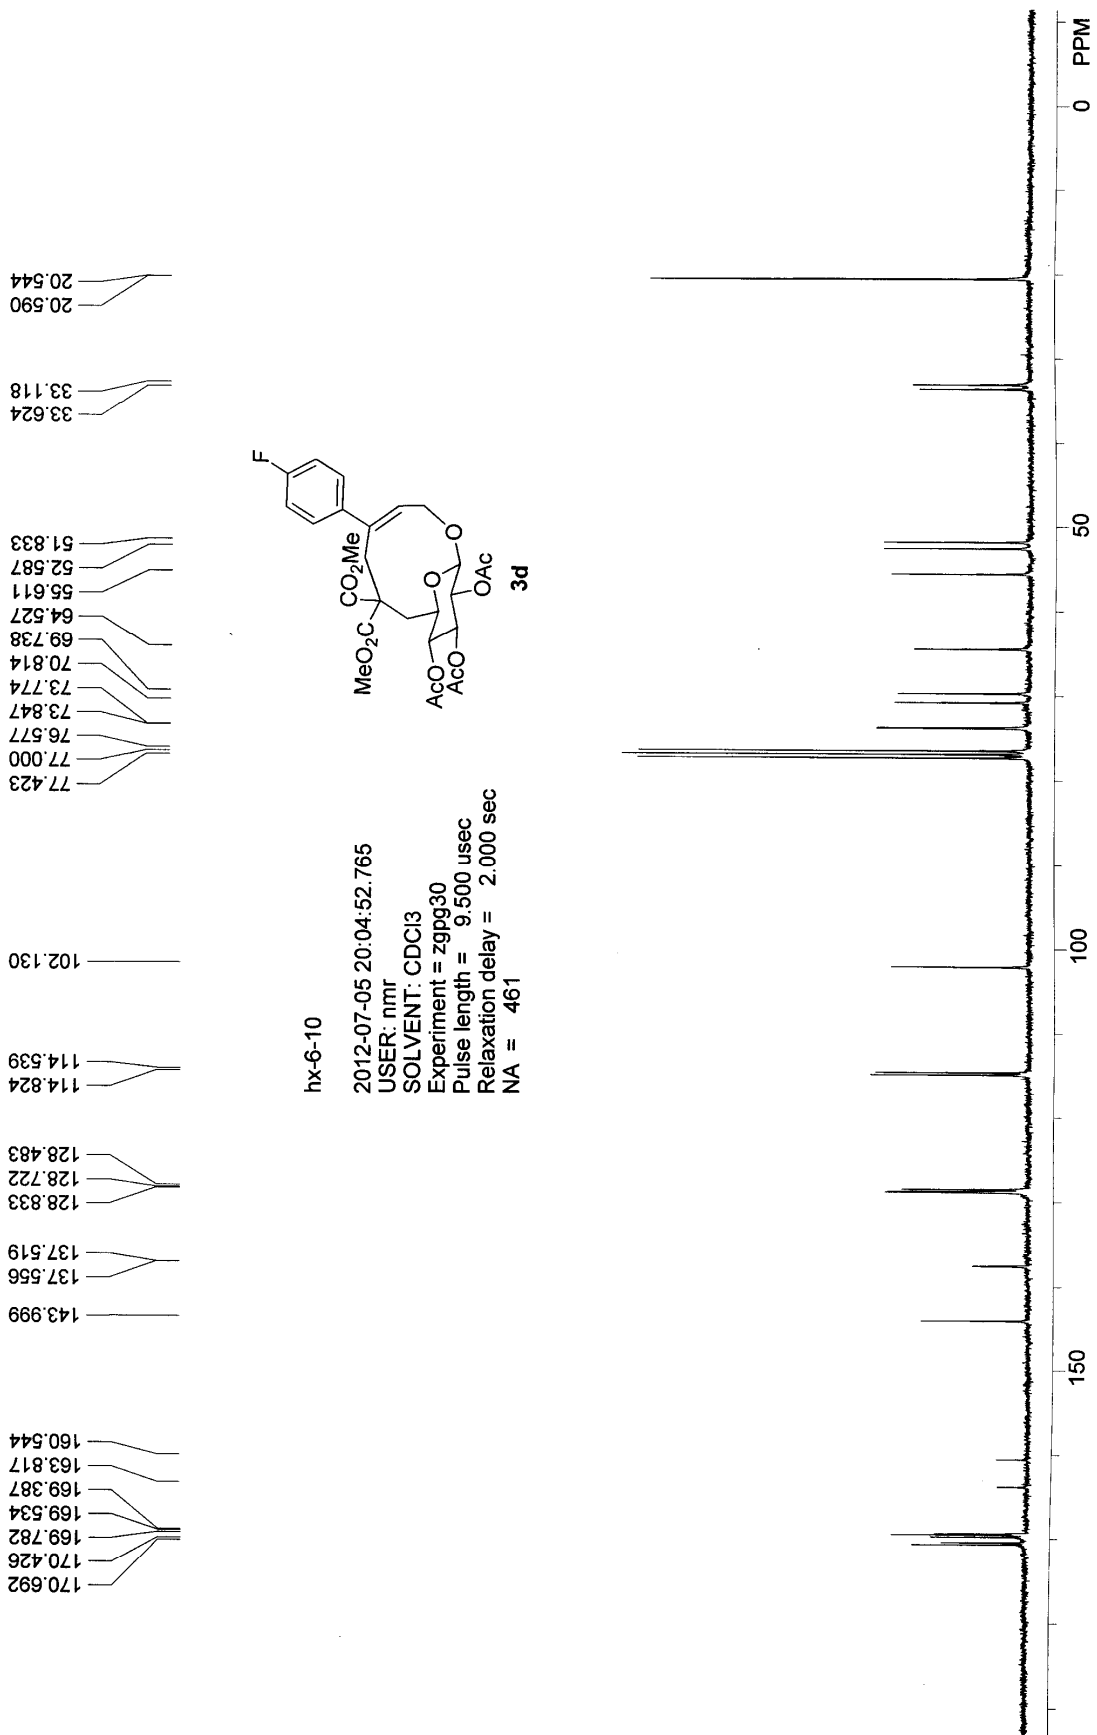 170.692
170.426
169.782
169.534
169.387
163.817
160.544
143.999
137.556
137.519
128.833
128.722
128.483
114.824
114.539
102.130
77.423
77.000
76.577
73.847
73.774
70.814
69.738
64.527
55.611
52.587
51.833
33.624
33.118
20.590
20.544
hx-6-10
2012-07-05 20:04:52.765
USER: nmr
SOLVENT: CDCl3
Experiment = zgpg30
Pulse length = 9.500 usec
Relaxation delay = 2.000 sec
NA = 461
F
MeO2C
CO2Me
O
O
AcO
AcO
OAc
3d
150
100
50
0
PPM